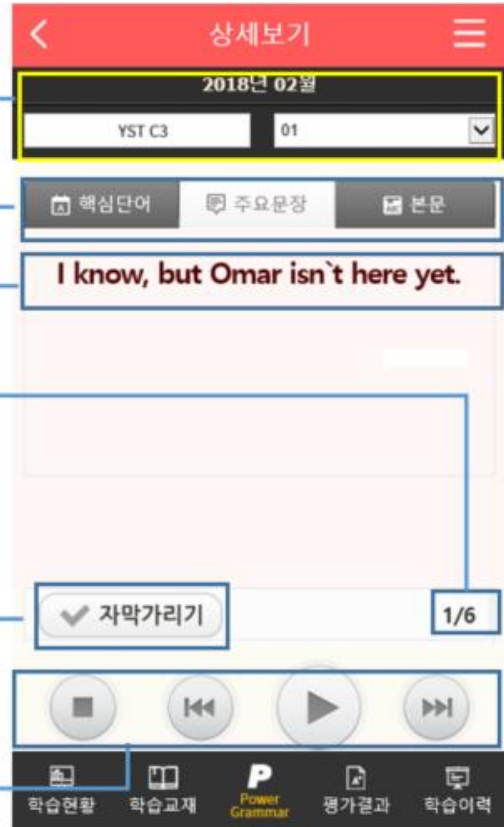 상세보기
2018년 02월
YST C3 01
핵심단어 주요문장 본문
I know, but Omar isn`t here yet.
자막가리기 1/6
학습현황 학습교재 Power Grammar 평가결과 학습이력